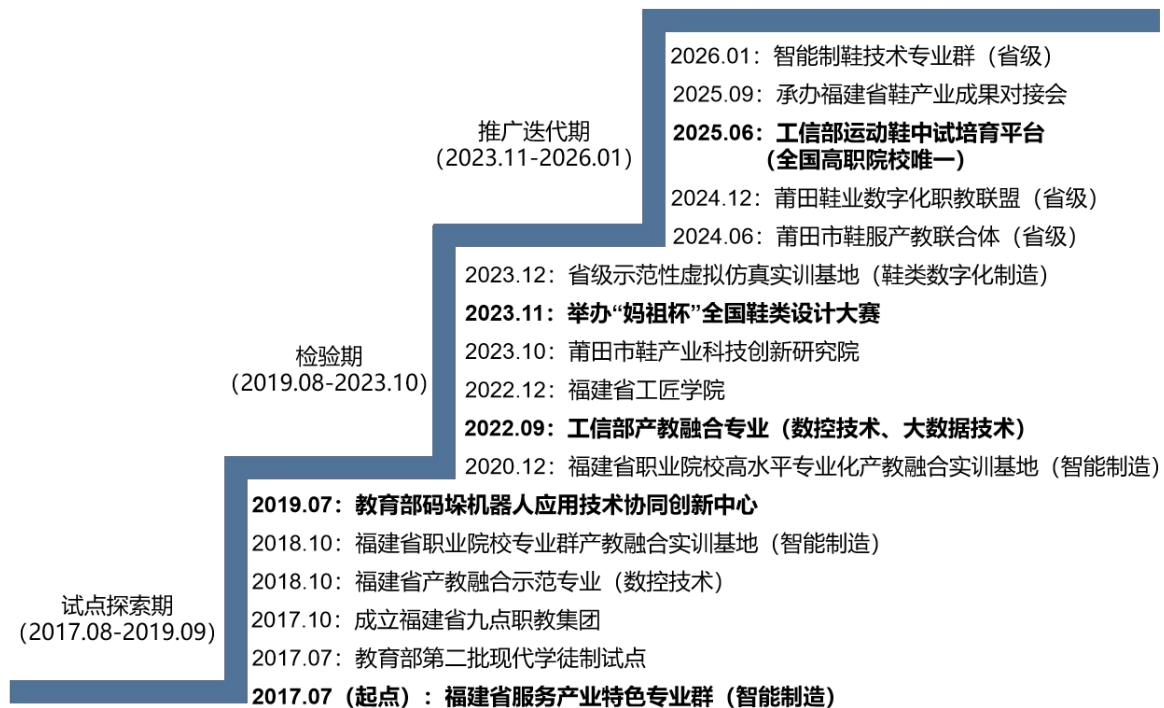 2026.01：智能制鞋技术专业群（省级）
2025.09：承办福建省鞋产业成果对接会
2025.06：工信部运动鞋中试培育平台
（全国高职院校唯一）
2024.12：莆田鞋业数字化职教联盟（省级）
2024.06：莆田市鞋服产教联合体（省级）
推广迭代期
（2023.11-2026.01）
2023.12：省级示范性虚拟仿真实训基地（鞋类数字化制造）
2023.11：举办“妈祖杯”全国鞋类设计大赛
2023.10：莆田市鞋产业科技创新研究院
2022.12：福建省工匠学院
2022.09：工信部产教融合专业（数控技术、大数据技术）
2020.12：福建省职业院校高水平专业化产教融合实训基地（智能制造）
检验期
（2019.08-2023.10）
2019.07：教育部码垛机器人应用技术协同创新中心
2018.10：福建省职业院校专业群产教融合实训基地（智能制造）
2018.10：福建省产教融合示范专业（数控技术）
2017.10：成立福建省九点职教集团
2017.07：教育部第二批现代学徒制试点
2017.07（起点）：福建省服务产业特色专业群（智能制造）
试点探索期
（2017.08-2019.09）